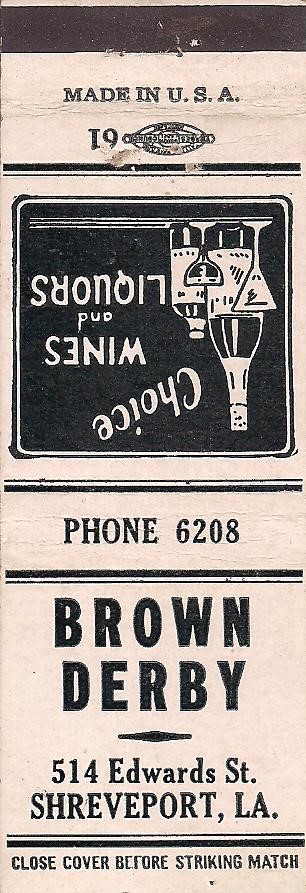 MADE IN U. S. A.
19
Choice
WINES
and
LIQUORS
PHONE 6208
BROWN
DERBY
514 Edwards St.
SHREVEPORT, LA.
CLOSE COVER BEFORE STRIKING MATCH